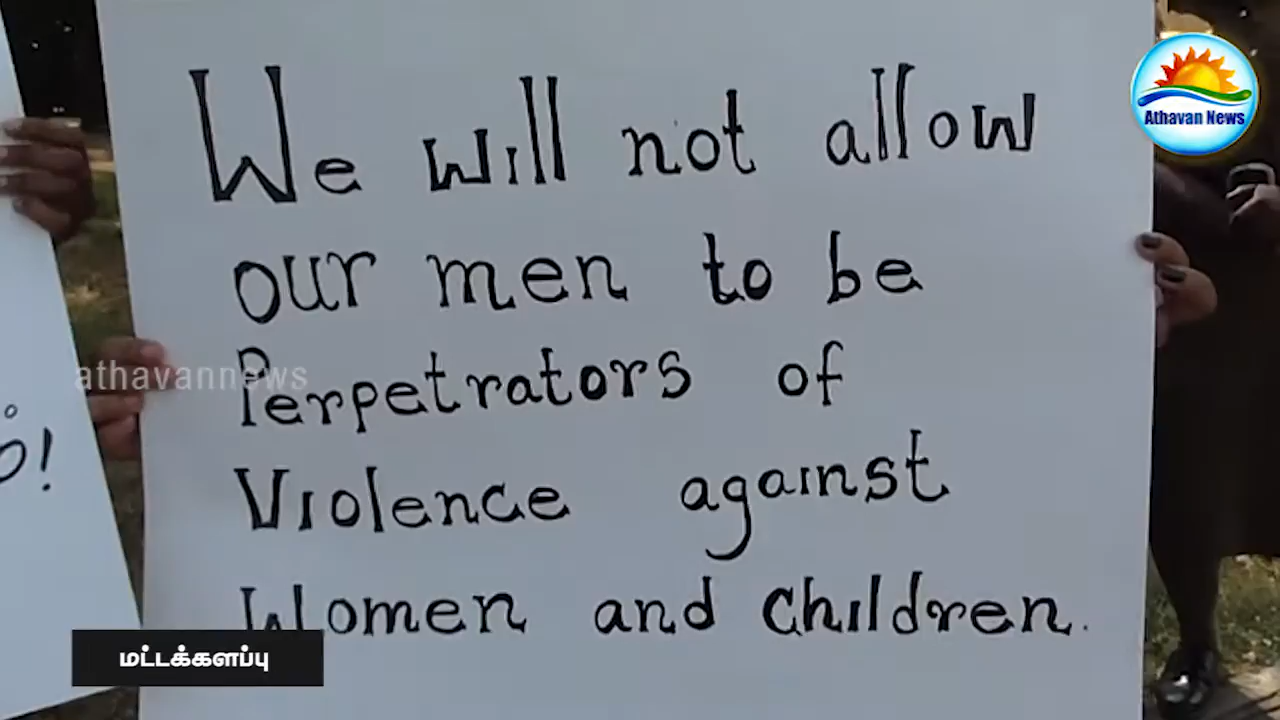 We will not allow
our men to be
Perpetrators of
Violence against
Women and Children.
Athavan News
athavannews
மட்டக்களப்பு